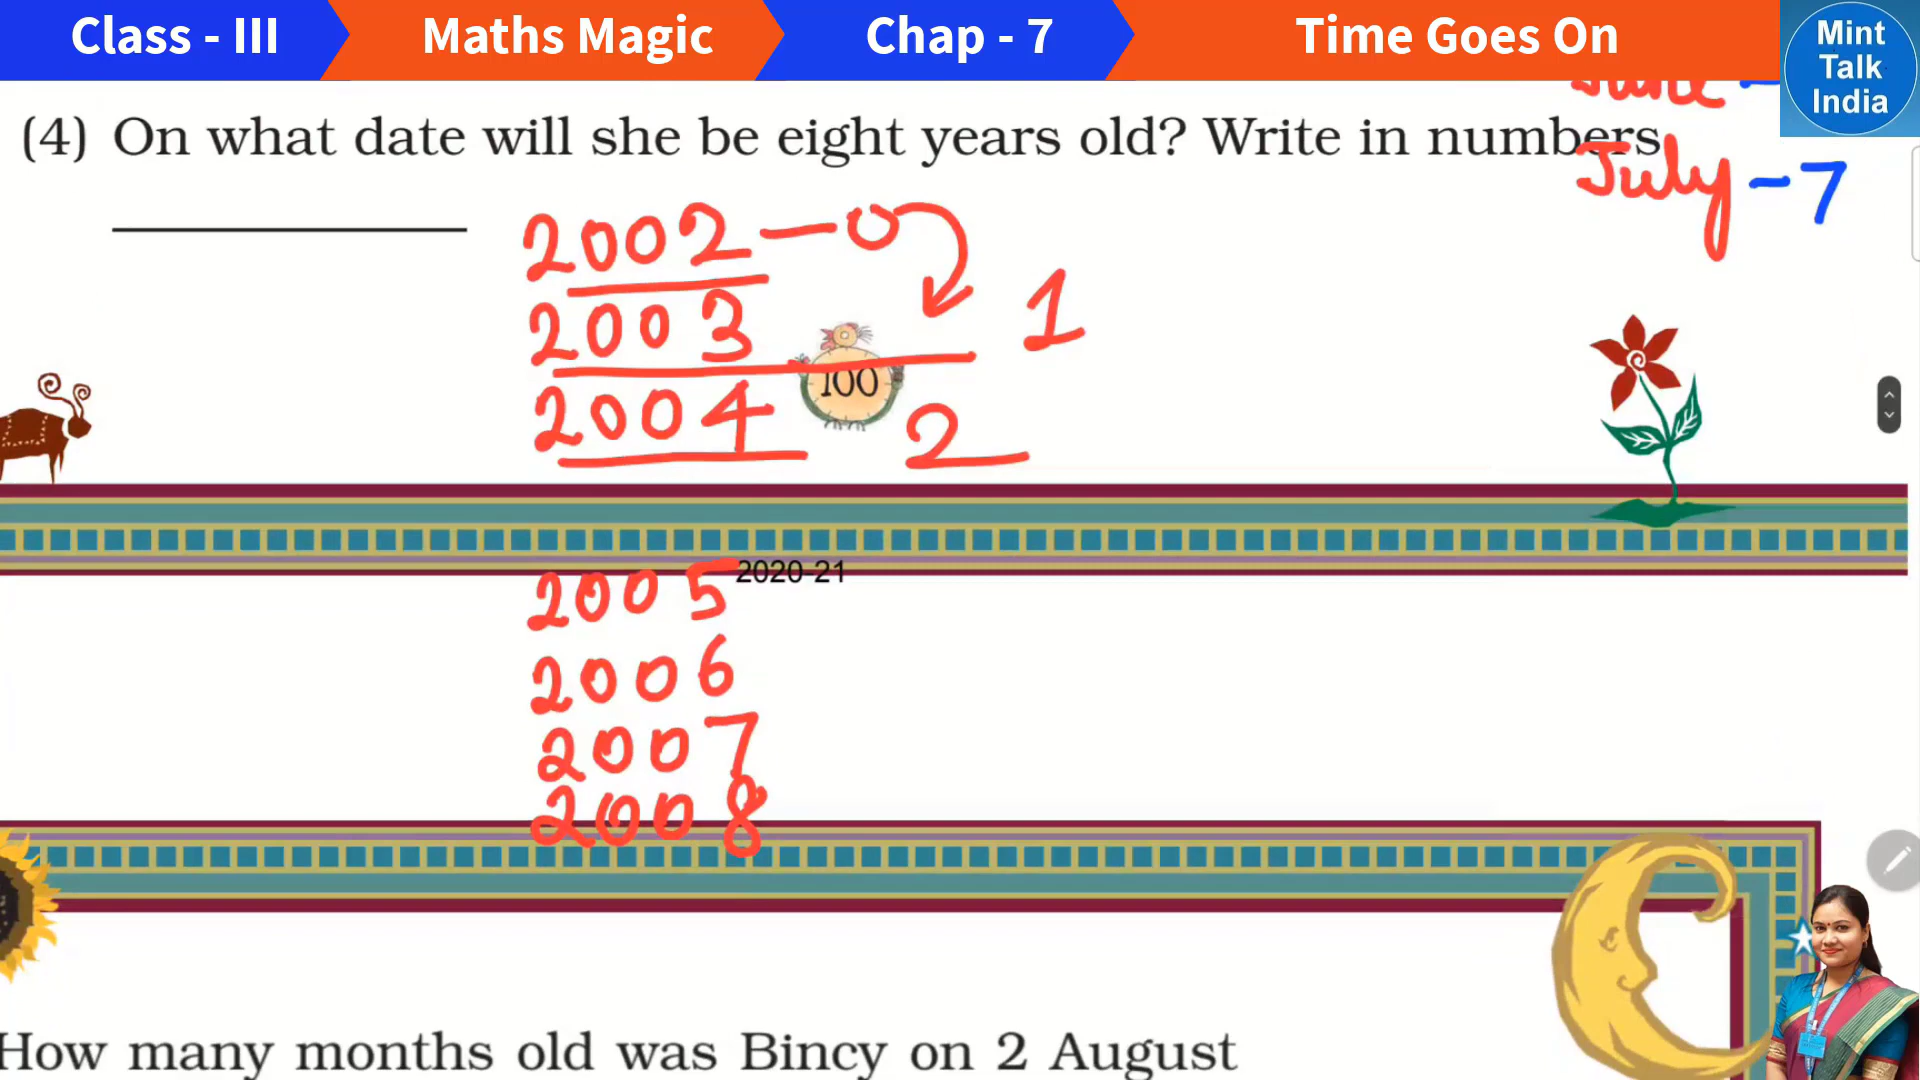 Class - III Maths Magic Chap - 7 Time Goes On
Mint
Talk
India
June -
(4) On what date will she be eight years old? Write in numbers
July - 7
2002 - 0
2003 1
100
2004 2
2020-21
2005
2006
2007
2008
How many months old was Bincy on 2 August